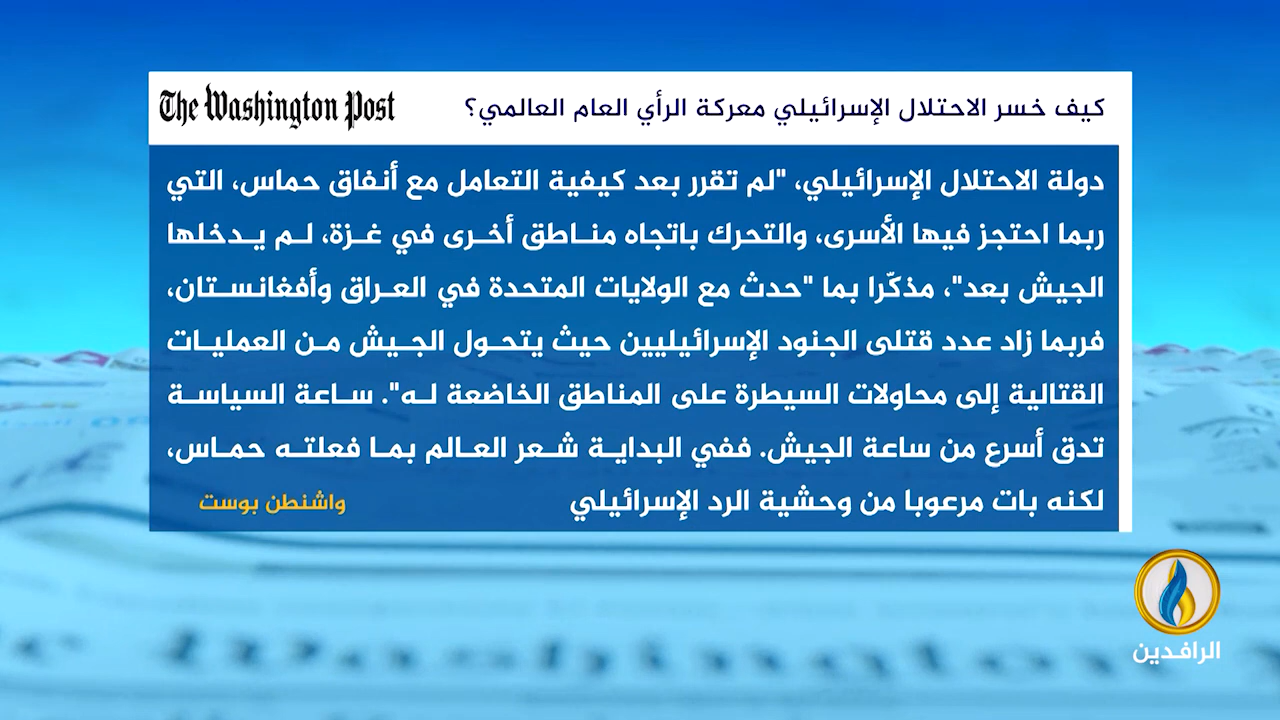 The Washington Post
كيف خسر الاحتلال الإسرائيلي معركة الرأي العام العالمي؟
دولة الاحتلال الإسرائيلي، "لم تقرر بعد كيفية التعامل مع أنفاق حماس، التي
ربما احتجز فيها الأسرى، والتحرك باتجاه مناطق أخرى في غزة، لم يدخلها
الجيش بعد"، مذكّرا بما "حدث مع الولايات المتحدة في العراق وأفغانستان،
فربما زاد عدد قتلى الجنود الإسرائيليين حيث يتحول الجيش من العمليات
القتالية إلى محاولات السيطرة على المناطق الخاضعة له". ساعة السياسة
تدق أسرع من ساعة الجيش. ففي البداية شعر العالم بما فعلته حماس،
لكنه بات مرعوبا من وحشية الرد الإسرائيلي
واشنطن بوست
الرافدين